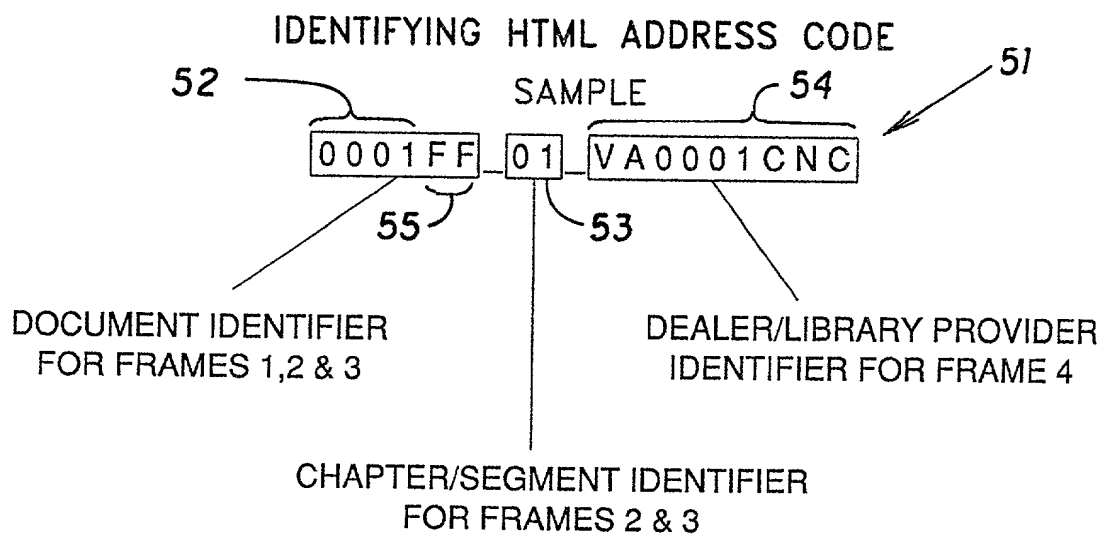 IDENTIFYING HTML ADDRESS CODE
52 SAMPLE 54 51
0001FF_01_VA0001CNC
55 53
DOCUMENT IDENTIFIER
FOR FRAMES 1,2 & 3
DEALER/LIBRARY PROVIDER
IDENTIFIER FOR FRAME 4
CHAPTER/SEGMENT IDENTIFIER
FOR FRAMES 2 & 3